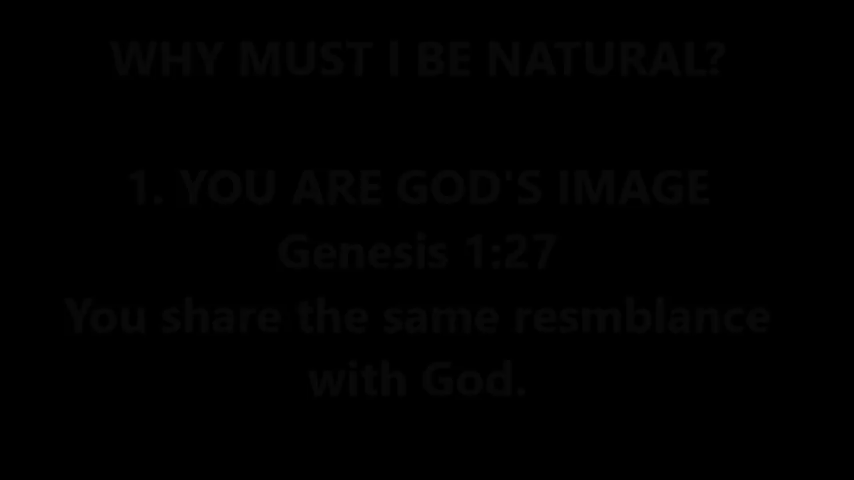 WHY MUST I BE NATURAL?
1. YOU ARE GOD'S IMAGE
Genesis 1:27
You share the same resmblance
with God.